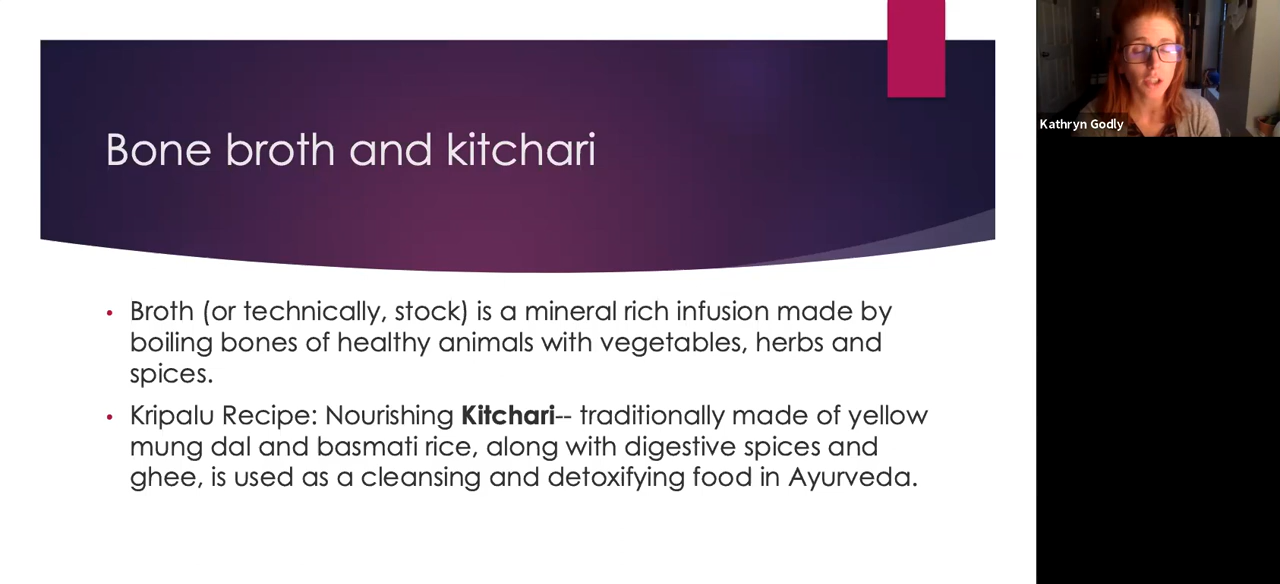 Bone broth and kitchari
Kathryn Godly
• Broth (or technically, stock) is a mineral rich infusion made by
boiling bones of healthy animals with vegetables, herbs and
spices.
• Kripalu Recipe: Nourishing Kitchari-- traditionally made of yellow
mung dal and basmati rice, along with digestive spices and
ghee, is used as a cleansing and detoxifying food in Ayurveda.